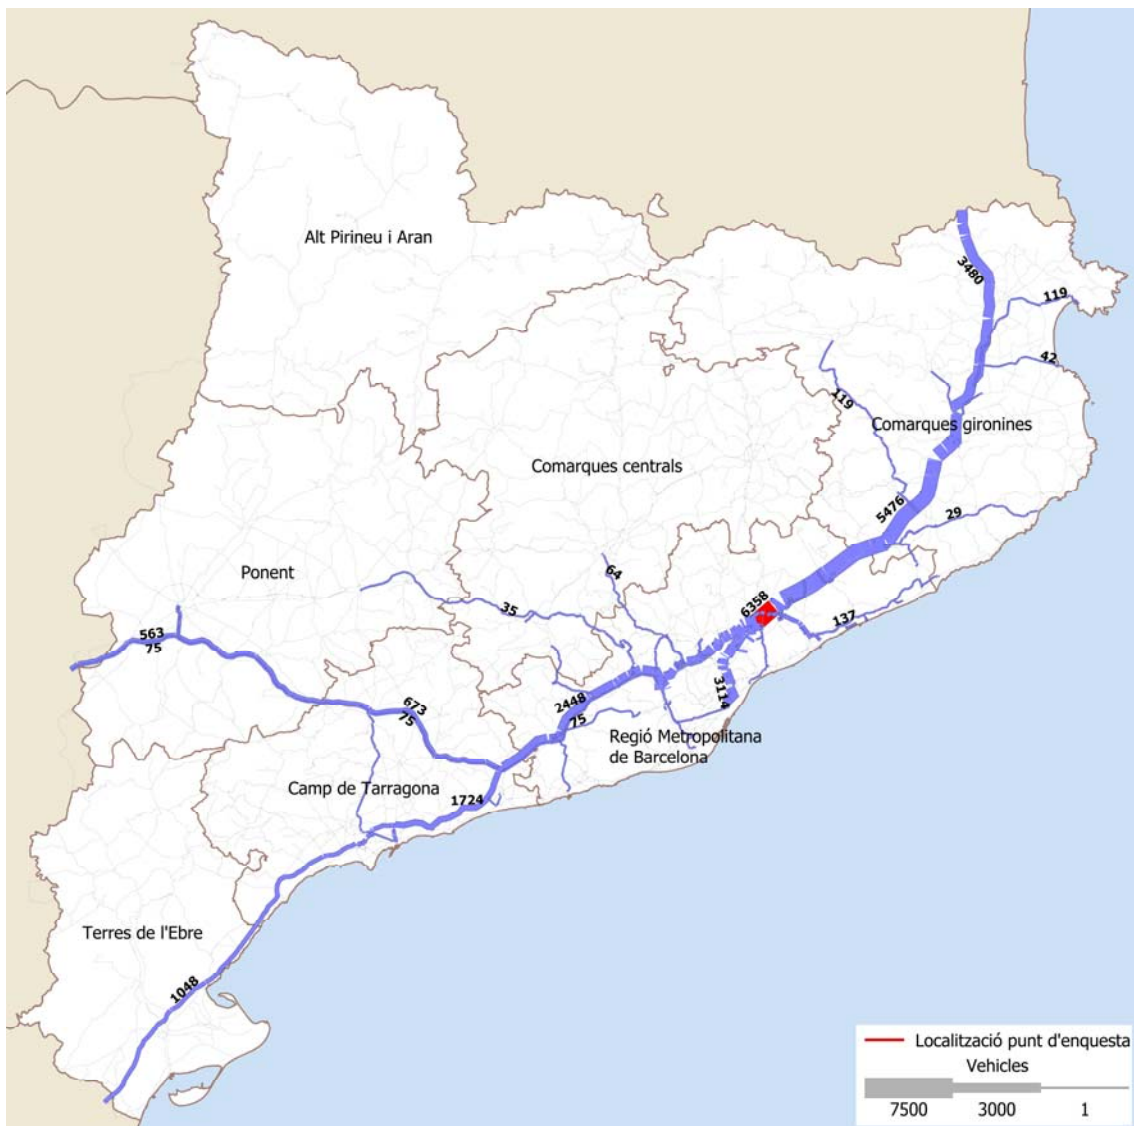 Alt Pirineu i Aran
3480
119
42
119
Comarques gironines
Comarques centrals
5476
29
Ponent
64
35
6358
137
563
75
673
75
2448
75
3114
Regió Metropolitana
de Barcelona
Camp de Tarragona
1724
Terres de l'Ebre
1048
Localització punt d'enquesta
Vehicles
7500 3000 1